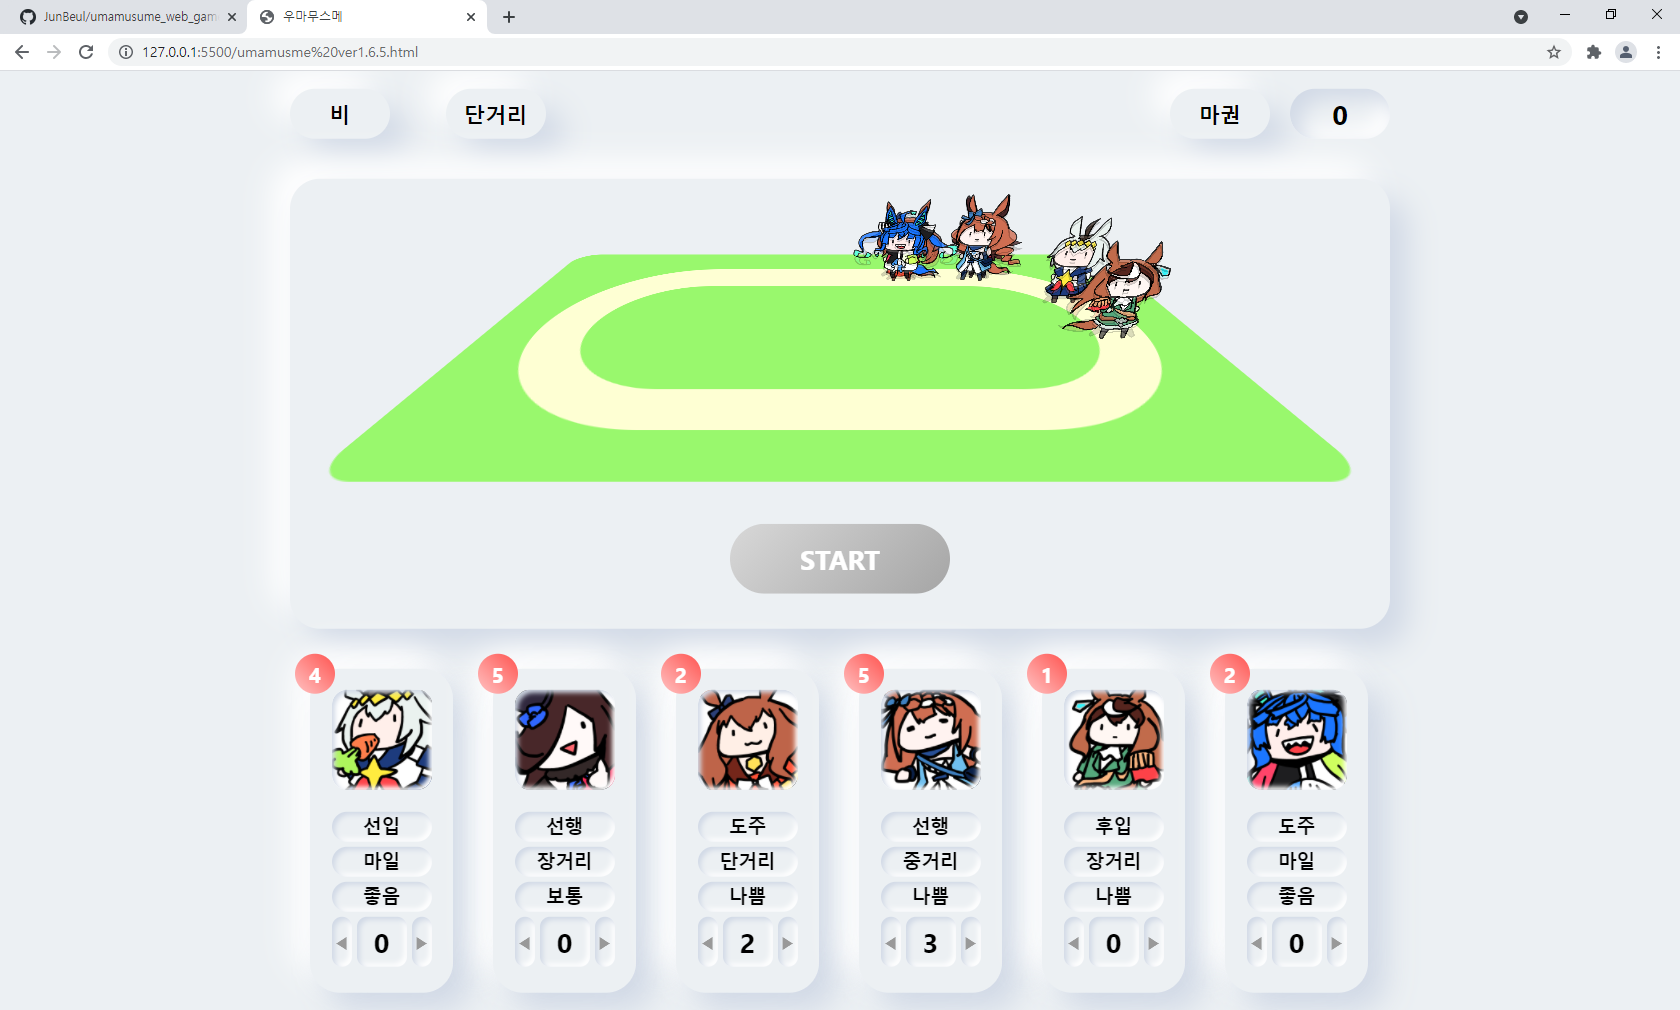 JunBeul/umamusume_web_gam
우마무스메
127.0.0.1:5500/umamusme%20ver1.6.5.html
비
단거리
마권
0
START
4
5
2
5
1
2
선입
선행
도주
선행
후입
도주
마일
장거리
단거리
중거리
장거리
마일
좋음
보통
나쁨
나쁨
나쁨
좋음
0
0
2
3
0
0